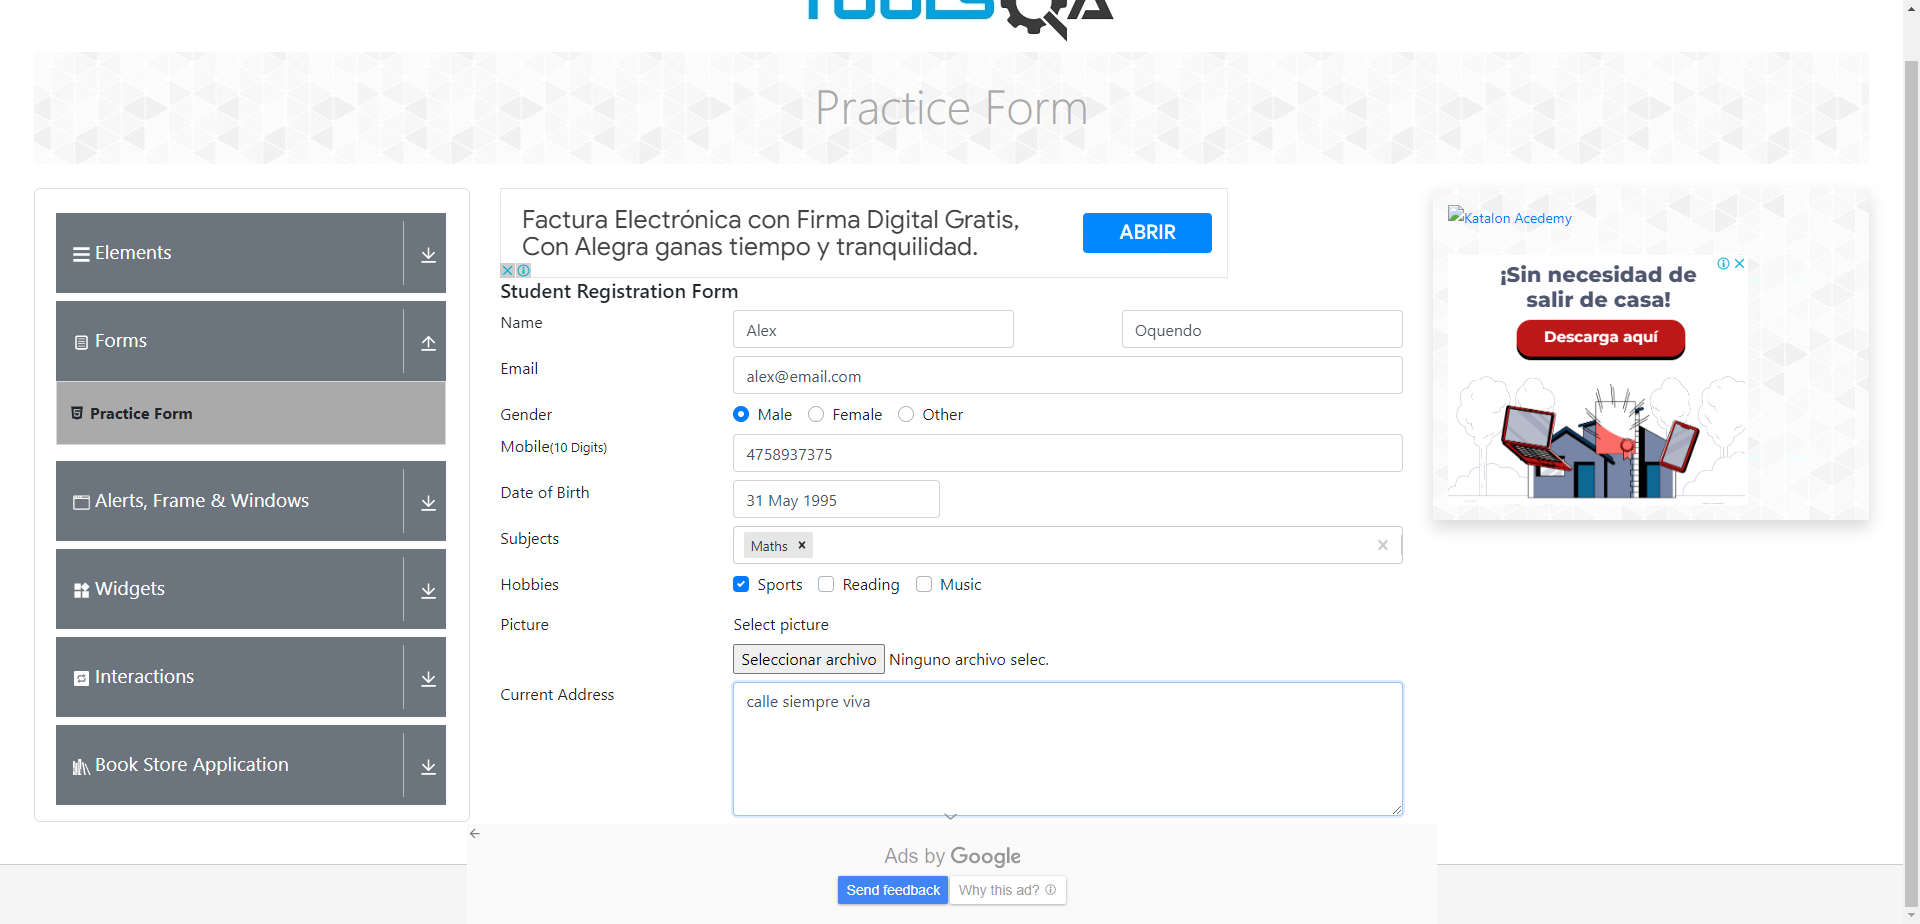 TOOLSQA
Practice Form
Elements
Forms
Practice Form
Alerts, Frame & Windows
Widgets
Interactions
Book Store Application
Factura Electrónica con Firma Digital Gratis,
Con Alegra ganas tiempo y tranquilidad.
ABRIR
Student Registration Form
Name
Alex
Oquendo
Email
alex@email.com
Gender
Male Female Other
Mobile(10 Digits)
4758937375
Date of Birth
31 May 1995
Subjects
Maths
Hobbies
Sports Reading Music
Picture
Select picture
Seleccionar archivo Ninguno archivo selec.
Current Address
calle siempre viva
Katalon Acedemy
¡Sin necesidad de
salir de casa!
Descarga aquí
Ads by Google
Send feedback
Why this ad?